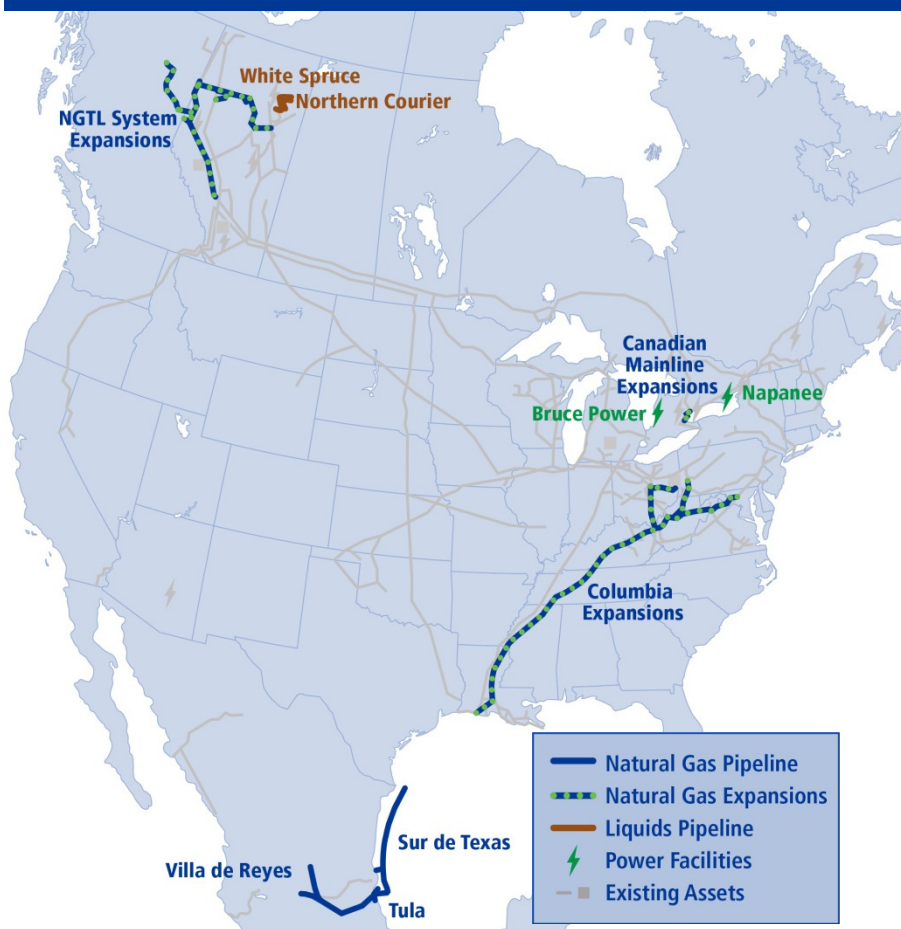 White Spruce
Northern Courier
NGTL System
Expansions
Canadian
Mainline
Expansions
Napanee
Bruce Power
Columbia
Expansions
Natural Gas Pipeline
Natural Gas Expansions
Liquids Pipeline
Power Facilities
Existing Assets
Sur de Texas
Villa de Reyes
Tula